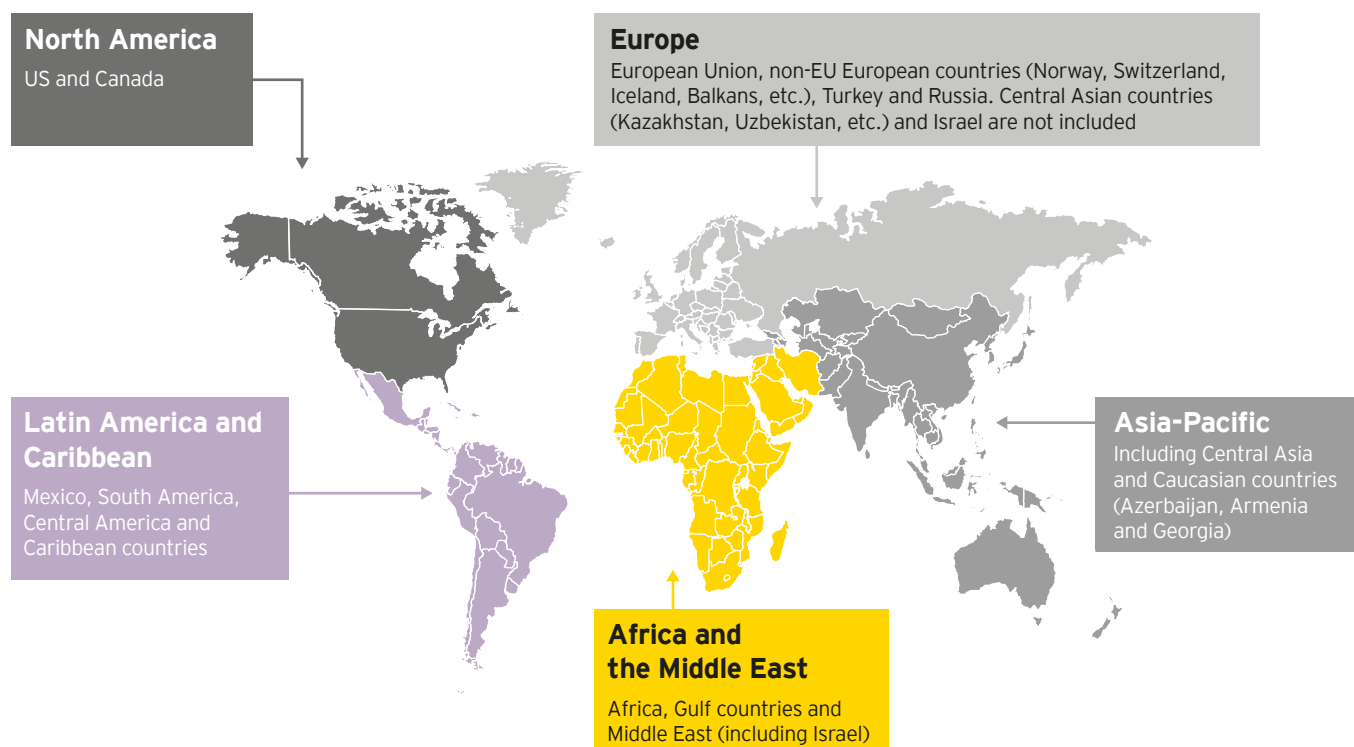 North America
US and Canada
Europe
European Union, non-EU European countries (Norway, Switzerland,
Iceland, Balkans, etc.), Turkey and Russia. Central Asian countries
(Kazakhstan, Uzbekistan, etc.) and Israel are not included
Latin America and
Caribbean
Mexico, South America,
Central America and
Caribbean countries
Asia-Pacific
Including Central Asia
and Caucasian countries
(Azerbaijan, Armenia
and Georgia)
Africa and
the Middle East
Africa, Gulf countries and
Middle East (including Israel)